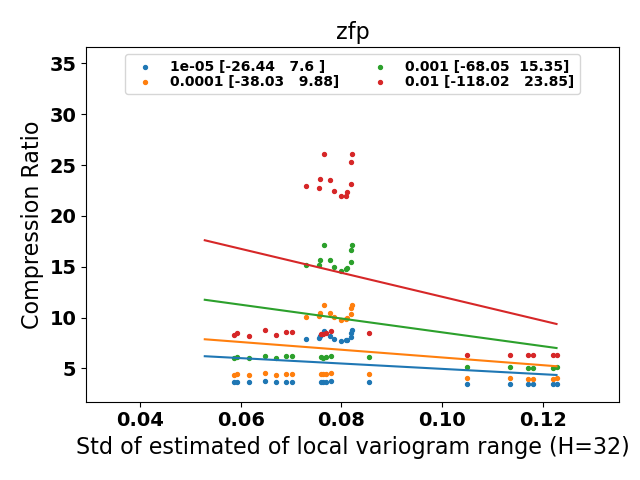 zfp
1e-05 [-26.44 7.6 ]
0.0001 [-38.03 9.88]
0.001 [-68.05 15.35]
0.01 [-118.02 23.85]
Compression Ratio
35
30
25
20
15
10
5
0.04 0.06 0.08 0.10 0.12
Std of estimated of local variogram range (H=32)